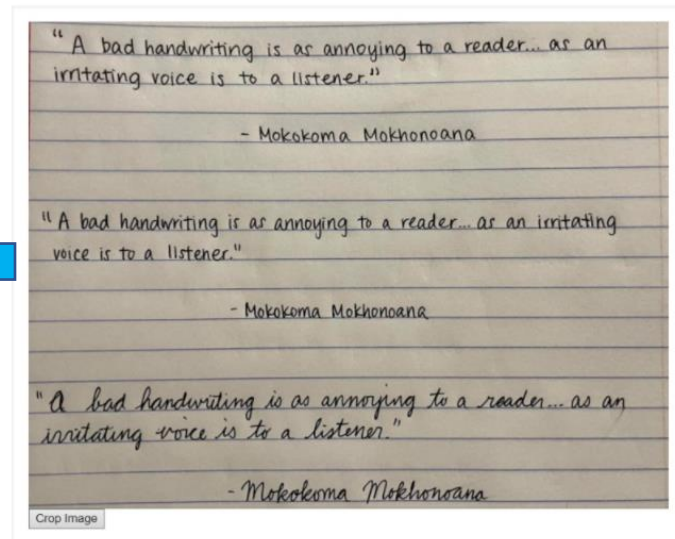 "A bad handwriting is as annoying to a reader... as an
irritating voice is to a listener."
- Mokokoma Mokhonoana
"A bad handwriting is as annoying to a reader... as an irritating
voice is to a listener."
- Mokokoma Mokhonoana
"A bad handwriting is as annoying to a reader... as an
irritating voice is to a listener."
- Mokokoma Mokhonoana
Crop Image